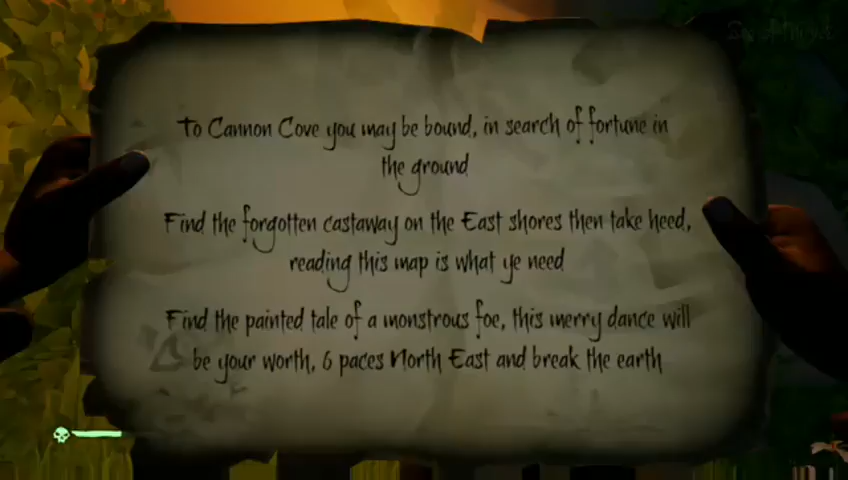 To Cannon Cove you may be bound, in search of fortune in
the ground
Find the forgotten castaway on the East shores then take heed,
reading this map is what ye need
Find the painted tale of a monstrous foe, this merry dance will
be your worth, 6 paces North East and break the earth